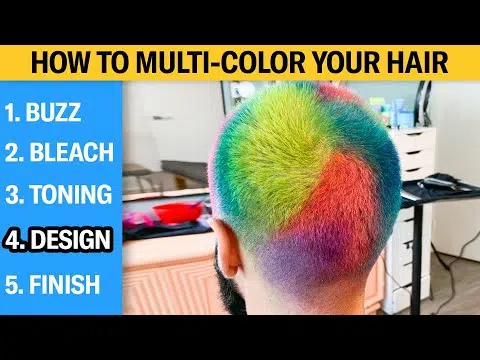 HOW TO MULTI-COLOR YOUR HAIR
1. BUZZ
2. BLEACH
3. TONING
4. DESIGN
5. FINISH